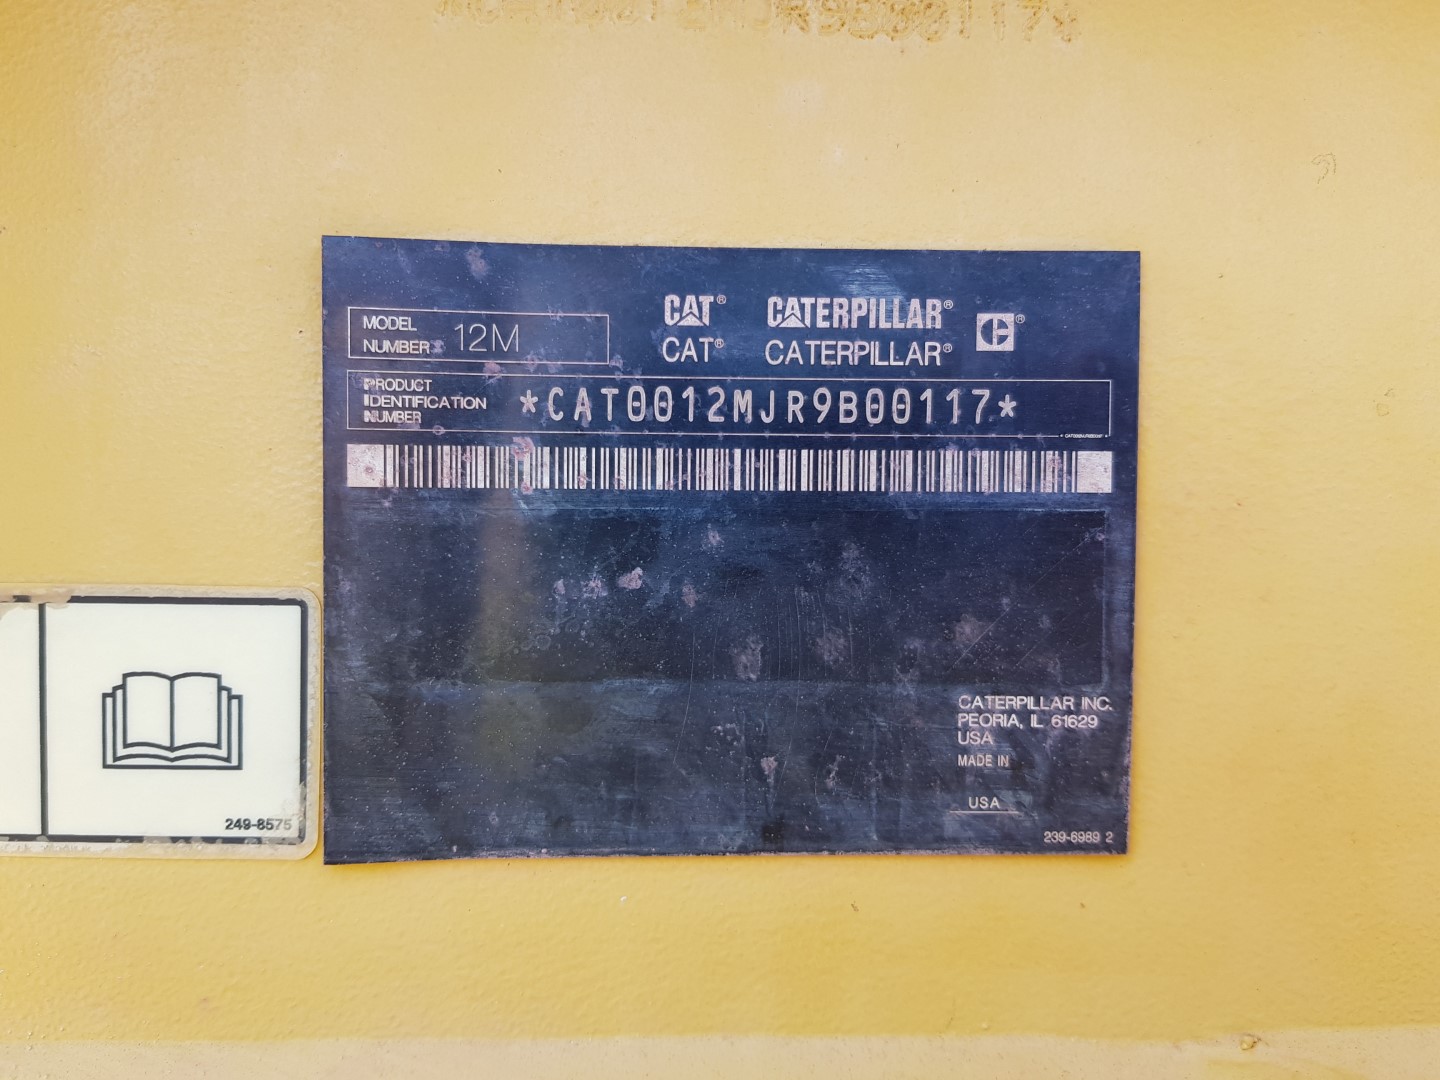 MODEL
NUMBER 12M
CAT® CATERPILLAR®
CAT® CATERPILLAR®
PRODUCT
IDENTIFICATION
NUMBER
*CAT0012MJR9B00117*
CATERPILLAR INC.
PEORIA, IL 61629
USA
MADE IN
USA
239-6989 2
249-8575